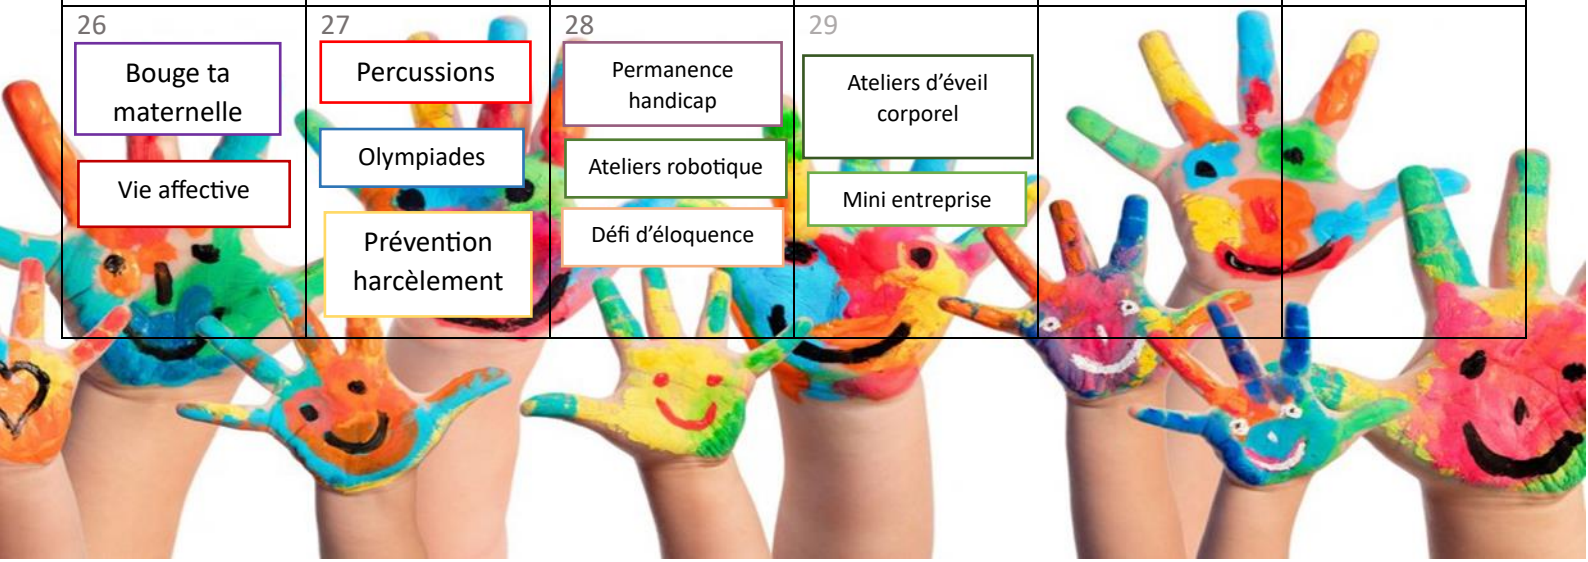 26
Bouge ta
maternelle
Vie affective
27
Percussions
Olympiades
Prévention
harcèlement
28
Permanence
handicap
Ateliers robotique
Défi d'éloquence
29
Ateliers d'éveil
corporel
Mini entreprise